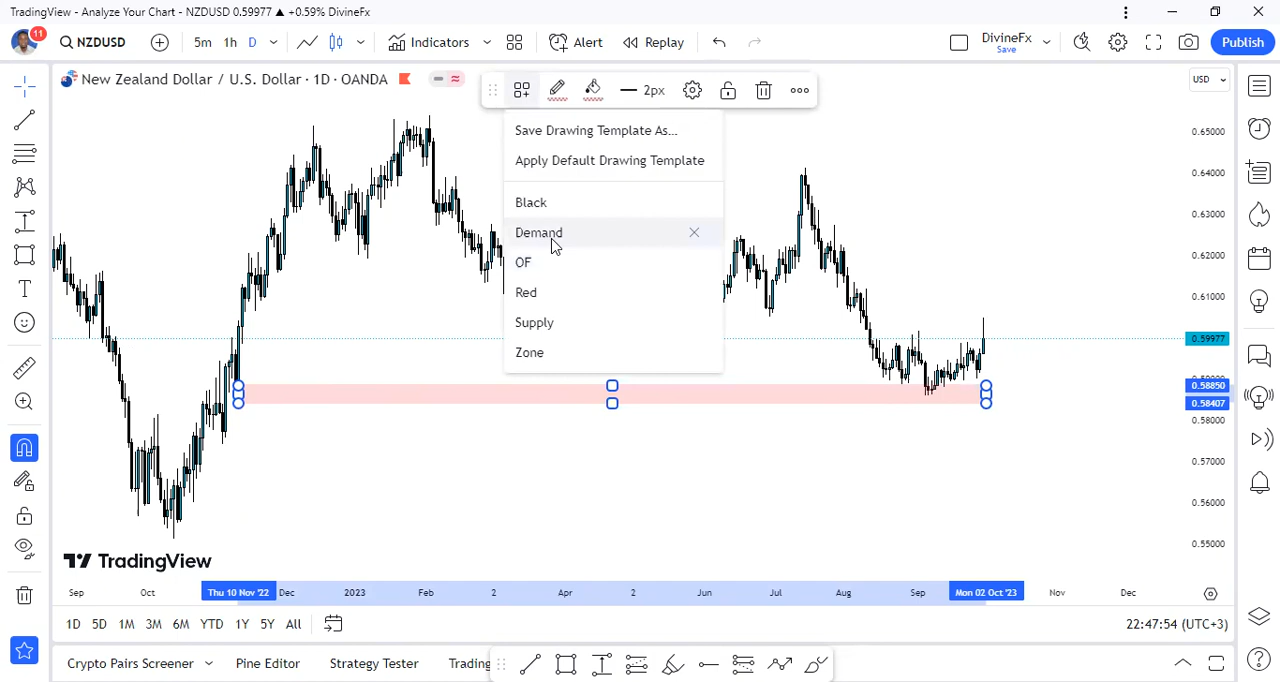 TradingView - Analyze Your Chart - NZDUSD 0.59977 ▲ +0.59% DivineFx
11
NZDUSD
5m 1h D
Indicators
Alert
Replay
DivineFx
Save
Publish
New Zealand Dollar / U.S. Dollar · 1D · OANDA
2px
USD
Save Drawing Template As...
Apply Default Drawing Template
Black
Demand
OF
Red
Supply
Zone
0.65000
0.64000
0.63000
0.62000
0.61000
0.59977
0.59000
0.58850
0.58407
0.58000
0.57000
0.56000
0.55000
TradingView
Sep Oct Thu 10 Nov '22 Dec 2023 Feb 2 Apr 2 Jun Jul Aug Sep Mon 02 Oct '23 Nov Dec
1D 5D 1M 3M 6M YTD 1Y 5Y All
22:47:54 (UTC+3)
Crypto Pairs Screener Pine Editor Strategy Tester Trading